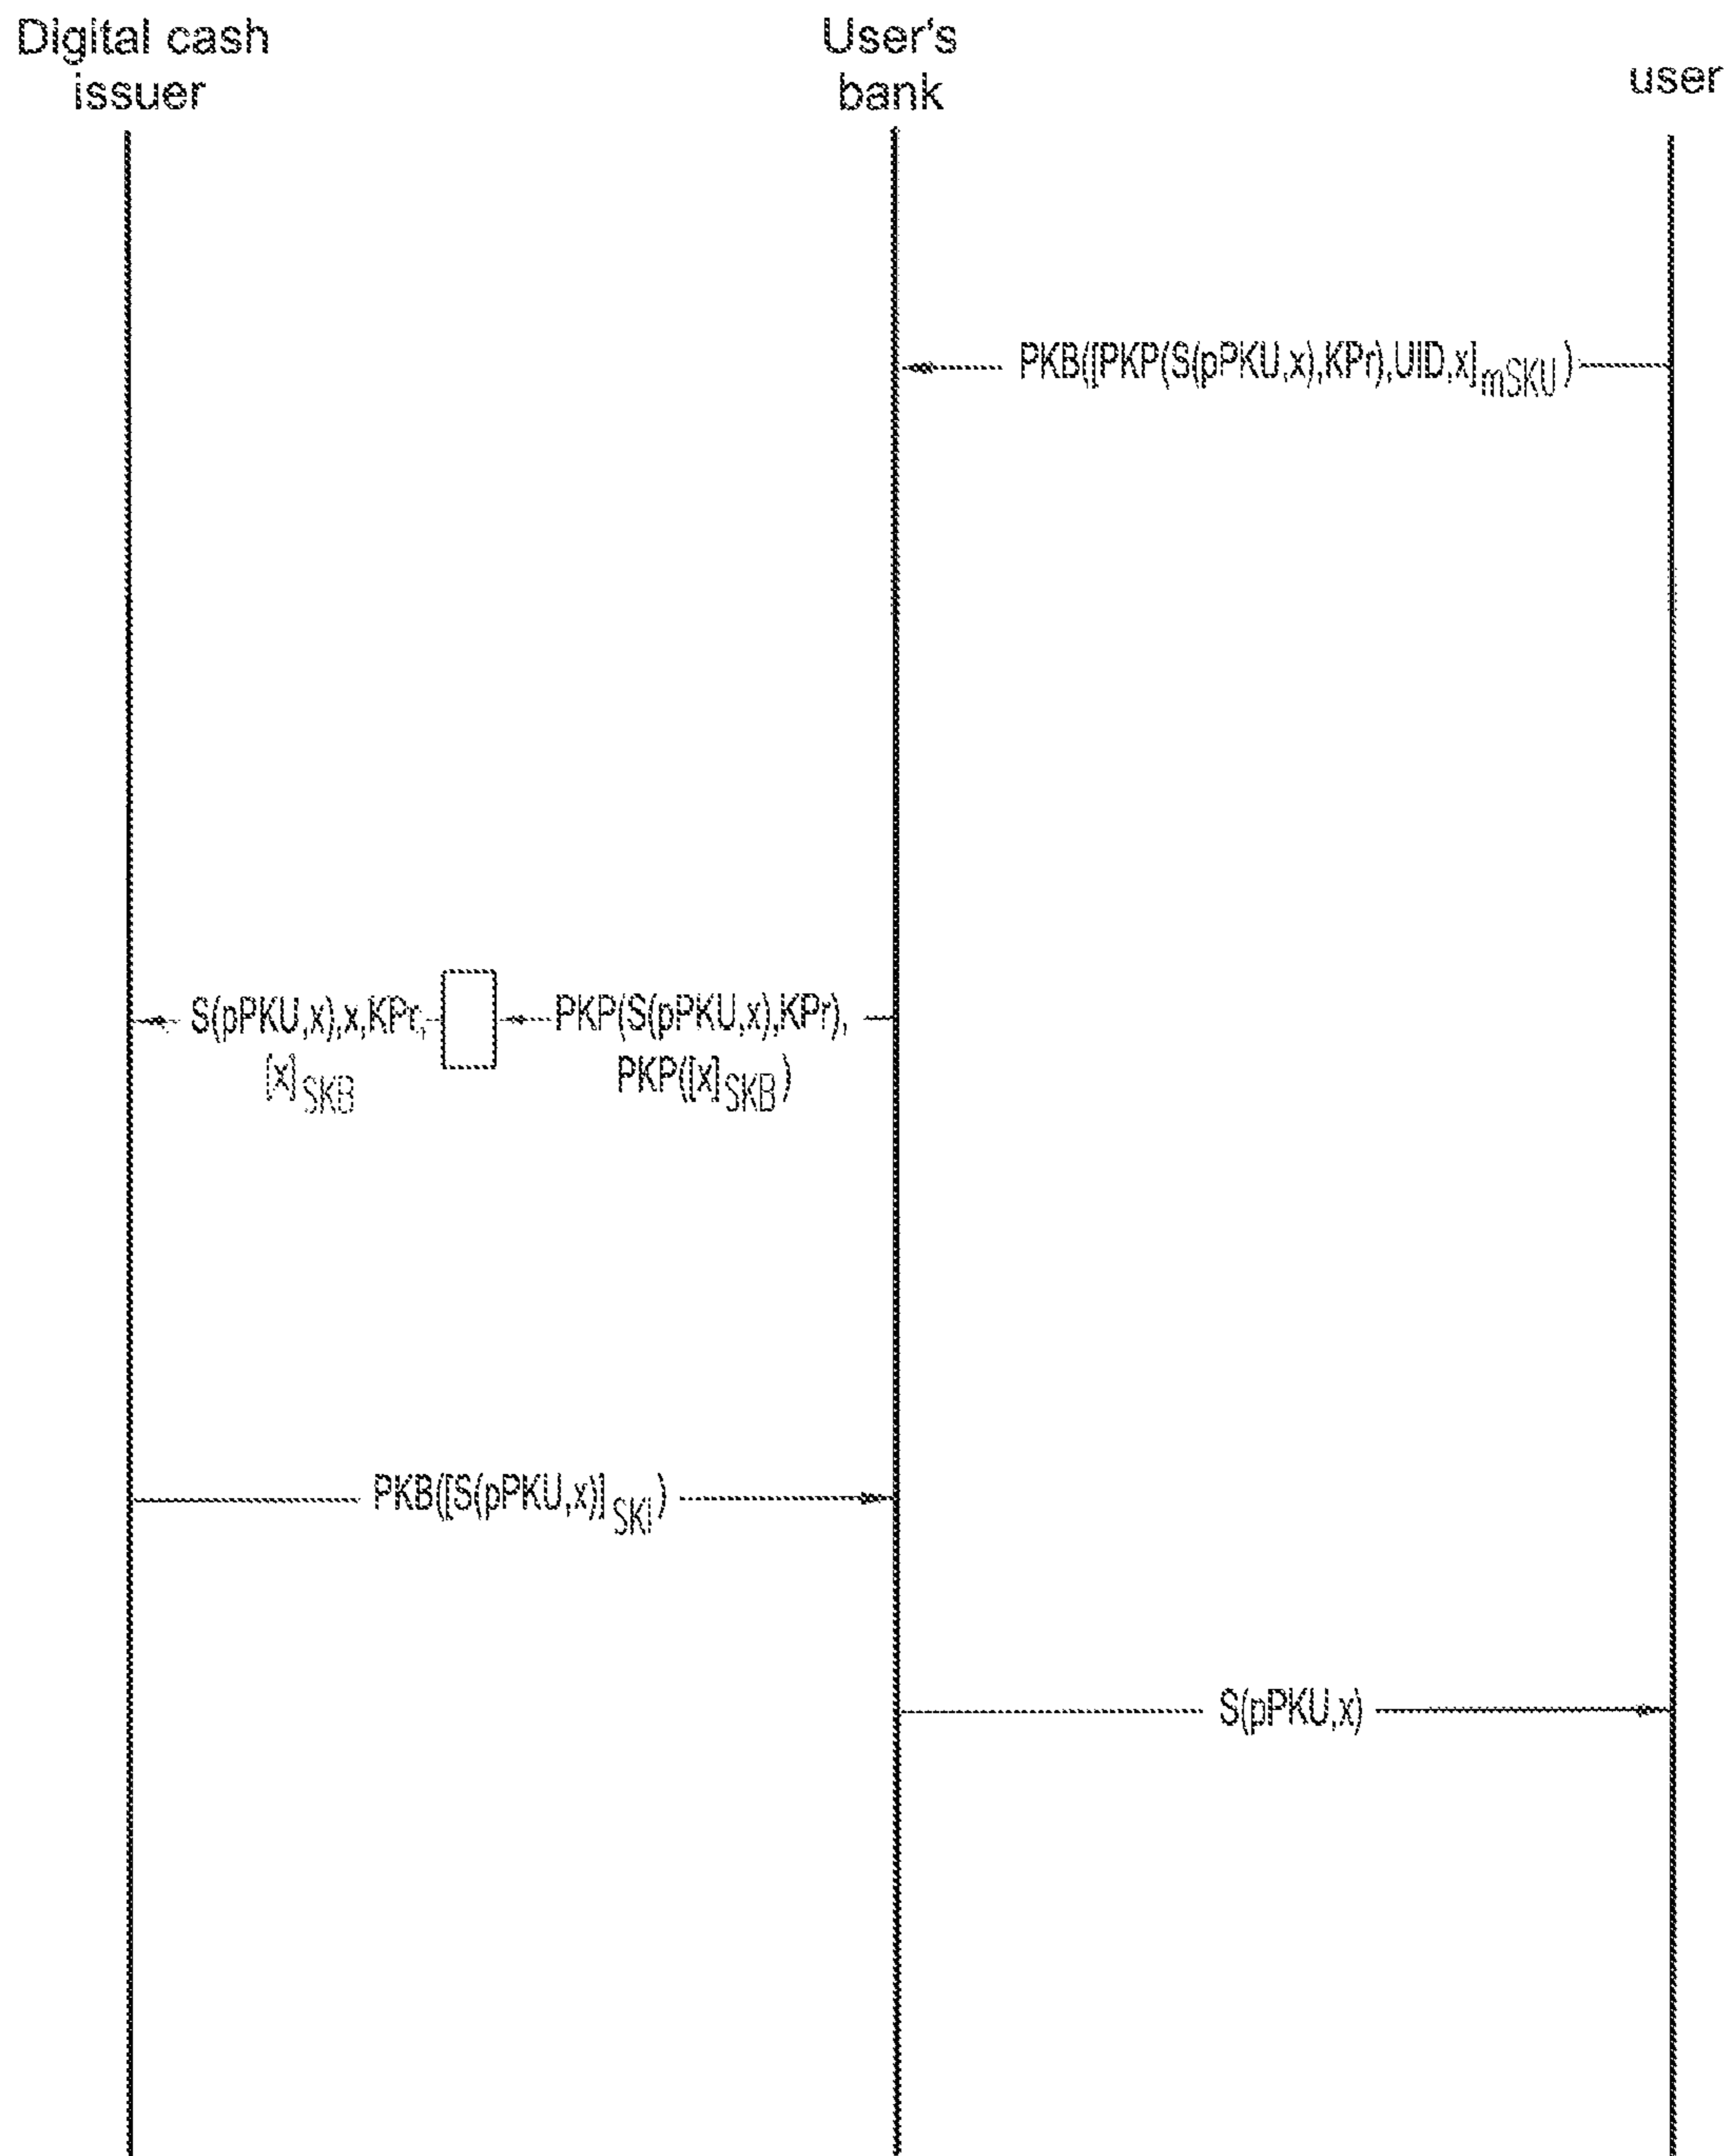 Digital cash
issuer
User's
bank
user
PKB([PKP(S(pPKU,x),KPr),UID,x]mSKU)
S(pPKU,x),x,KPr,
[x]SKB
PKP(S(pPKU,x),KPr),
PKP([x]SKB)
PKB([S(pPKU,x)]SKI)
S(pPKU,x)